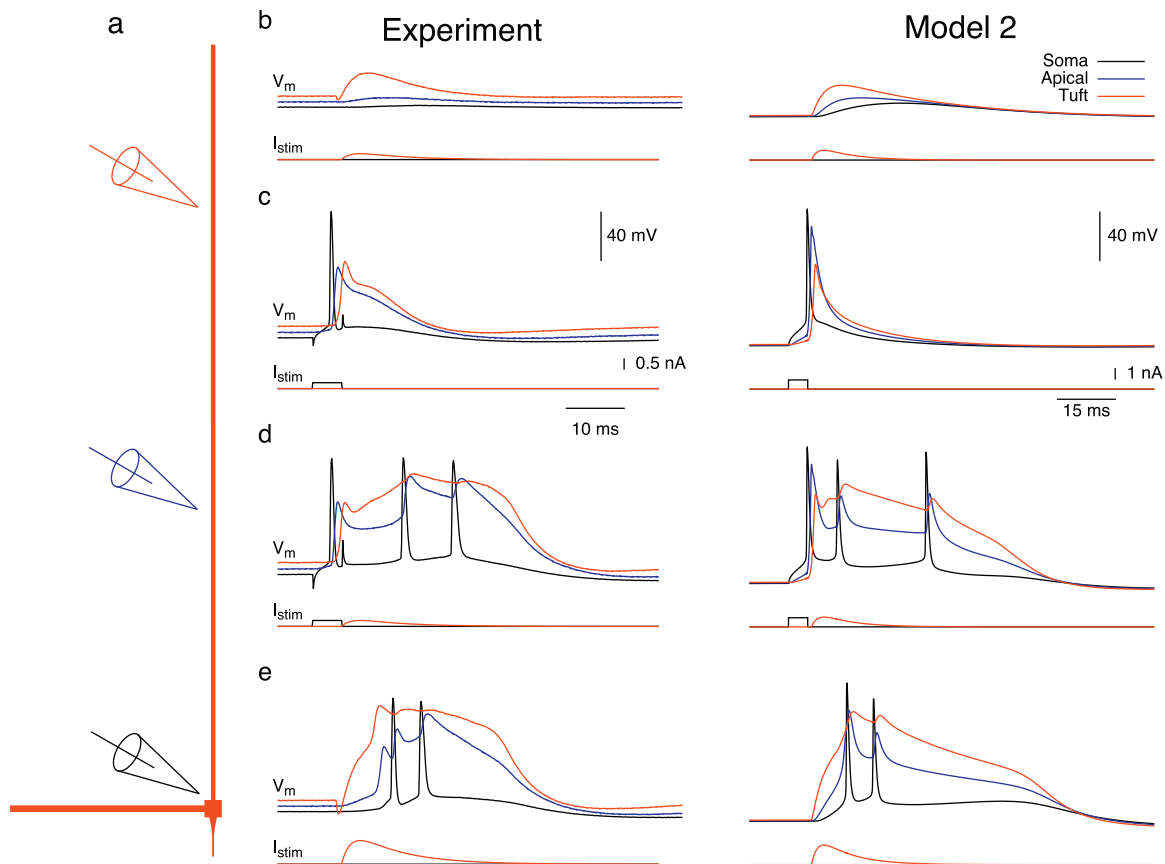 a
b
Experiment
Model 2
Soma
Apical
Tuft
Vm
Istim
c
40 mV
40 mV
Vm
0.5 nA
Istim
1 nA
10 ms
15 ms
d
Vm
Istim
e
Vm
Istim